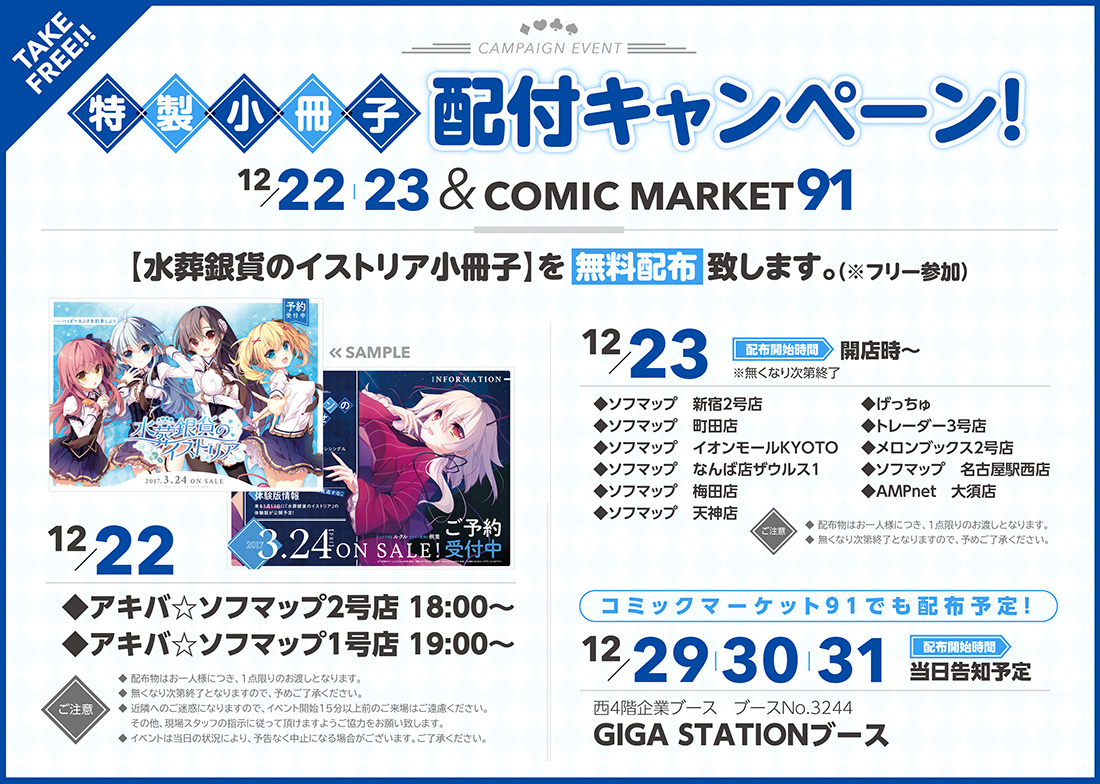 TAKE
FREE!!
CAMPAIGN EVENT
特製小冊子 配付キャンペーン!
12/22 23 & COMIC MARKET 91
【水葬銀貨のイストリア小冊子】を 無料配布 致します。(※フリー参加)
ハッピーエンドを約束しよう
予約
受付中
水葬銀貨の
イストリア
2017.3.24 ON SALE
≪ SAMPLE
INFORMATION
体験版情報
2017 3.24 ON SALE!
ご予約
受付中
12/22
◆アキバ☆ソフマップ2号店 18:00〜
◆アキバ☆ソフマップ1号店 19:00〜
ご注意
◆ 配布物はお一人様につき、1点限りのお渡しとなります。
◆ 無くなり次第終了となりますので、予めご了承ください。
◆ 近隣へのご迷惑になりますので、イベント開始15分以上前のご来場はご遠慮ください。
その他、現場スタッフの指示に従って頂けますようご協力をお願い致します。
◆ イベントは当日の状況により、予告なく中止になる場合がございます。ご了承ください。
12/23 配布開始時間 開店時〜
※無くなり次第終了
◆ソフマップ 新宿2号店
◆ソフマップ 町田店
◆ソフマップ イオンモールKYOTO
◆ソフマップ なんば店ザウルス1
◆ソフマップ 梅田店
◆ソフマップ 天神店
◆げっちゅ
◆トレーダー3号店
◆メロンブックス2号店
◆ソフマップ 名古屋駅西店
◆AMPnet 大須店
ご注意
◆ 配布物はお一人様につき、1点限りのお渡しとなります。
◆ 無くなり次第終了となりますので、予めご了承ください。
コミックマーケット91でも配布予定!
12/29 30 31 配布開始時間
当日告知予定
西4階企業ブース ブースNo.3244
GIGA STATIONブース